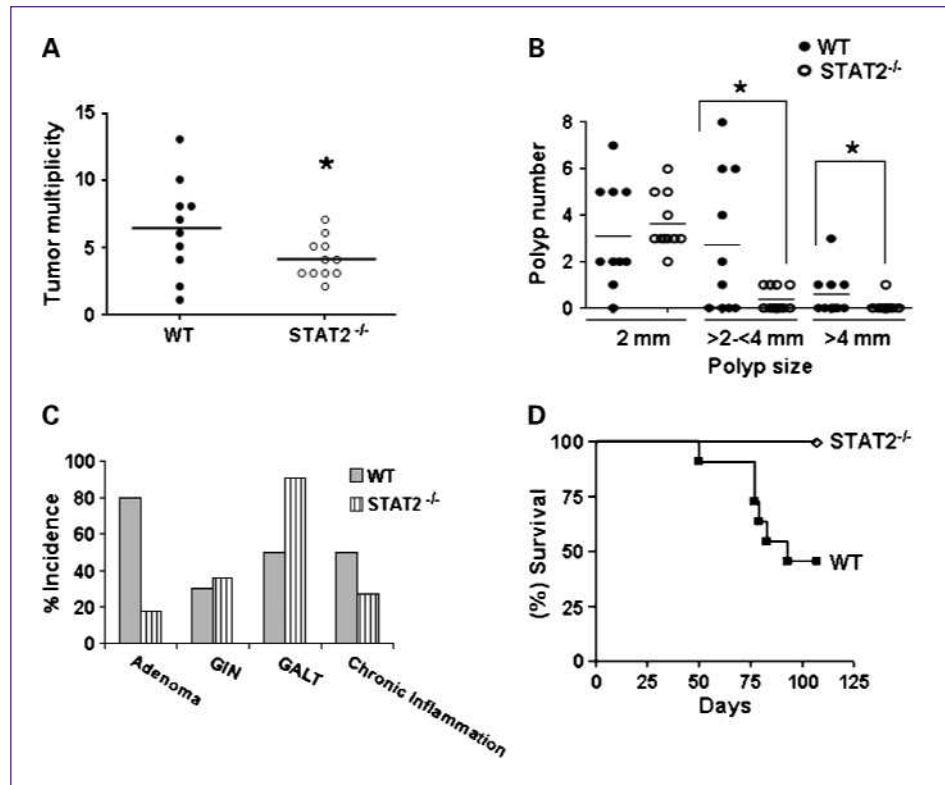 A
Tumor multiplicity
15
10
5
0
WT
STAT2-/-
*
B
WT
STAT2-/-
*
*
Polyp number
8
6
4
2
0
2 mm
>2-<4 mm
>4 mm
Polyp size
C
% Incidence
100
80
60
40
20
0
WT
STAT2 -/-
Adenoma
GIN
GALT
Chronic Inflammation
D
(%) Survival
100
75
50
25
0
STAT2-/-
WT
0
25
50
75
100
125
Days